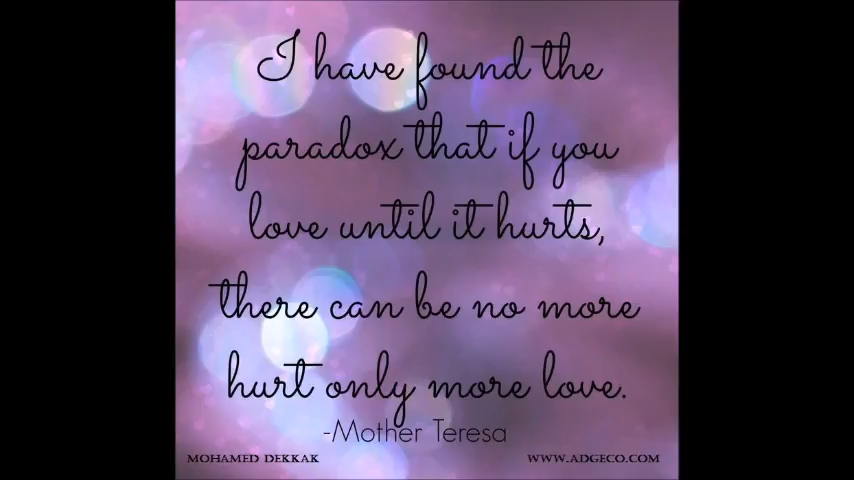 I have found the
paradox that if you
love until it hurts,
there can be no more
hurt only more love.
-Mother Teresa
MOHAMED DEKKAK
WWW.ADGECO.COM